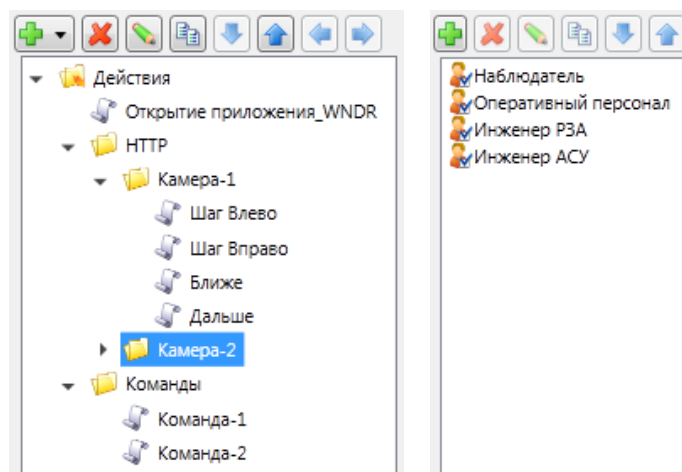 Действия
Открытие приложения_WNDR
HTTP
Камера-1
Шаг Влево
Шаг Вправо
Ближе
Дальше
Камера-2
Команды
Команда-1
Команда-2
Наблюдатель
Оперативный персонал
Инженер РЗА
Инженер АСУ